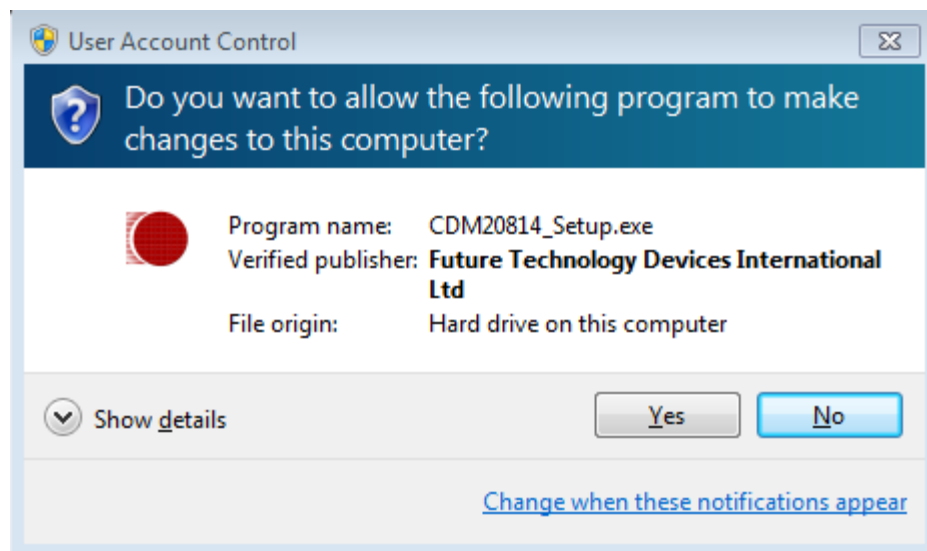 User Account Control
Do you want to allow the following program to make
changes to this computer?
Program name: CDM20814_Setup.exe
Verified publisher: Future Technology Devices International
Ltd
File origin: Hard drive on this computer
Show details
Yes
No
Change when these notifications appear